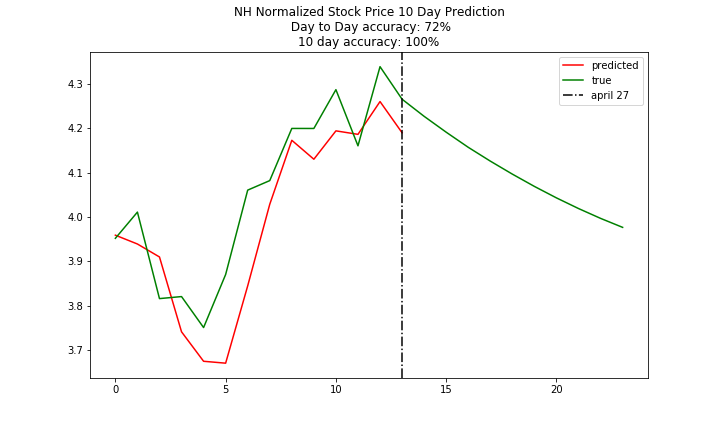 NH Normalized Stock Price 10 Day Prediction
Day to Day accuracy: 72%
10 day accuracy: 100%
predicted
true
april 27
4.3
4.2
4.1
4.0
3.9
3.8
3.7
0 5 10 15 20